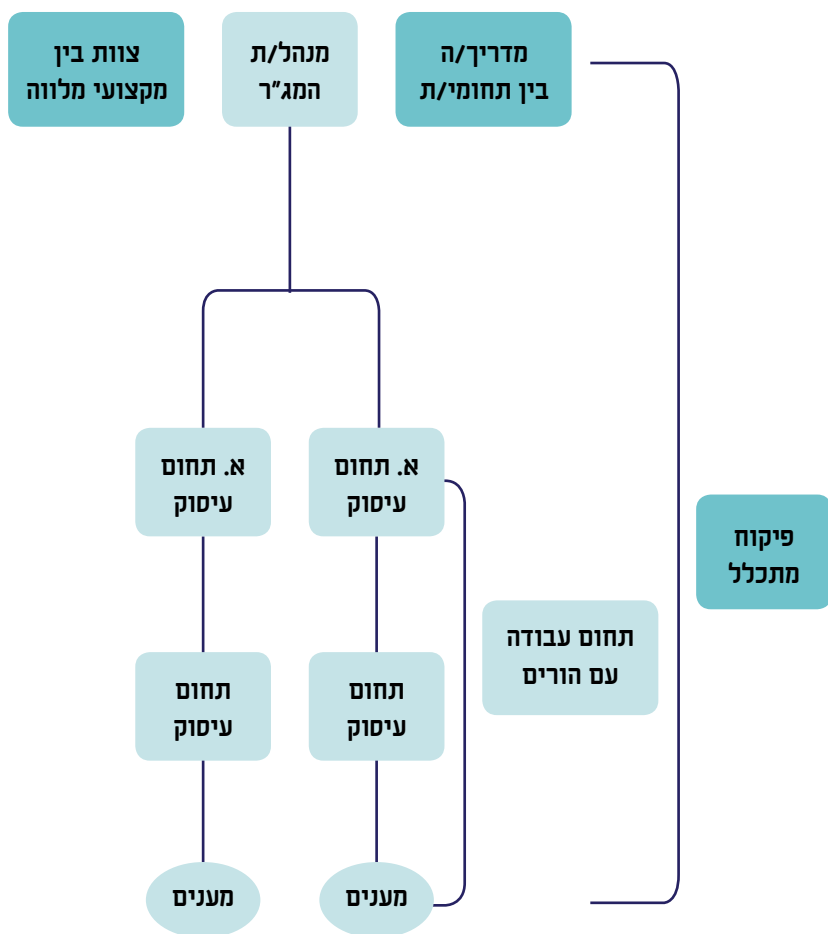 מדריך/ה
בין תחומי/ת
מנהל/ת
המג"ר
צוות בין
מקצועי מלווה
א. תחום
עיסוק
א. תחום
עיסוק
פיקוח
מתכלל
תחום עבודה
עם הורים
תחום
עיסוק
תחום
עיסוק
מענים
מענים